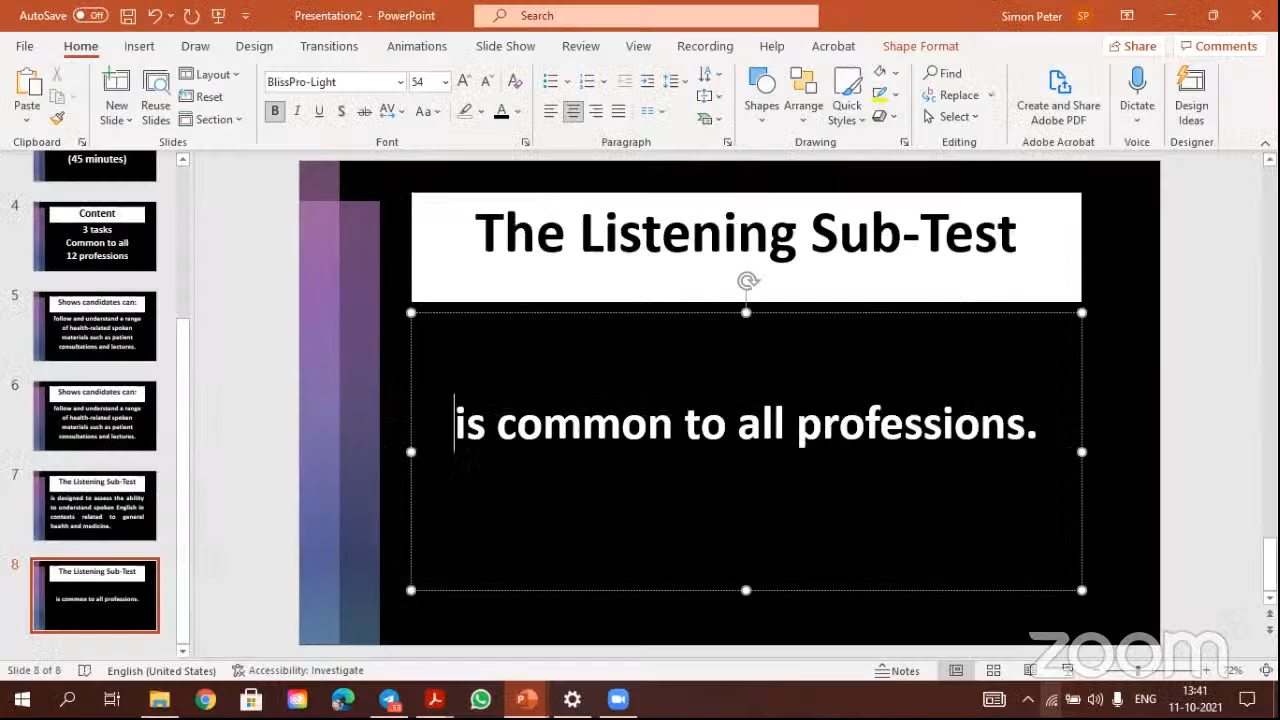 AutoSave Off
Presentation2 - PowerPoint
Search
Simon Peter SP
File Home Insert Draw Design Transitions Animations Slide Show Review View Recording Help Acrobat Shape Format
Share Comments
Paste
New Slide
Reuse Slides
Layout
Reset
Section
BlissPro-Light 54
B I U S ab AV Aa
A
Shapes
Arrange
Quick Styles
Find
Replace
Select
Create and Share Adobe PDF
Dictate
Design Ideas
Clipboard Slides Font Paragraph Drawing Editing Adobe Acrobat Voice Designer
(45 minutes)
4
Content
3 tasks
Common to all
12 professions
5
Shows candidates can:
follow and understand a range
of health-related spoken
materials such as patient
consultations and lectures.
6
Shows candidates can:
follow and understand a range
of health-related spoken
materials such as patient
consultations and lectures.
7
The Listening Sub-Test
is designed to assess the ability
to understand spoken English in
contexts related to general
health and medicine.
8
The Listening Sub-Test
is common to all professions.
The Listening Sub-Test
is common to all professions.
zoom
Slide 8 of 8 English (United States) Accessibility: Investigate Notes
53
ENG
13:41
11-10-2021